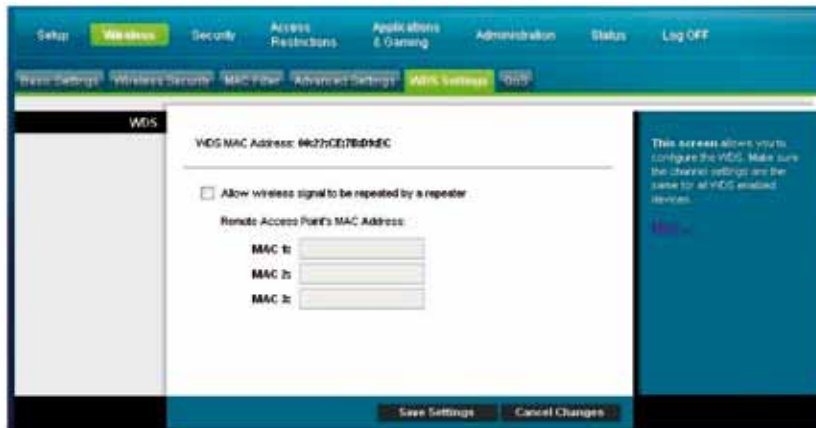 Setup Wireless Security Access Restrictions Applications & Gaming Administration Status Log OFF
Basic Settings Wireless Security MAC Filter Advanced Settings WDS Settings QoS
WDS
WDS MAC Address:
Allow wireless signal to be repeated by a repeater
Remote Access Point's MAC Address:
MAC 1:
MAC 2:
MAC 3:
This screen allows you to
configure the WDS. Make sure
the channel settings are the
same for all WDS enabled
devices.
Save Settings Cancel Changes